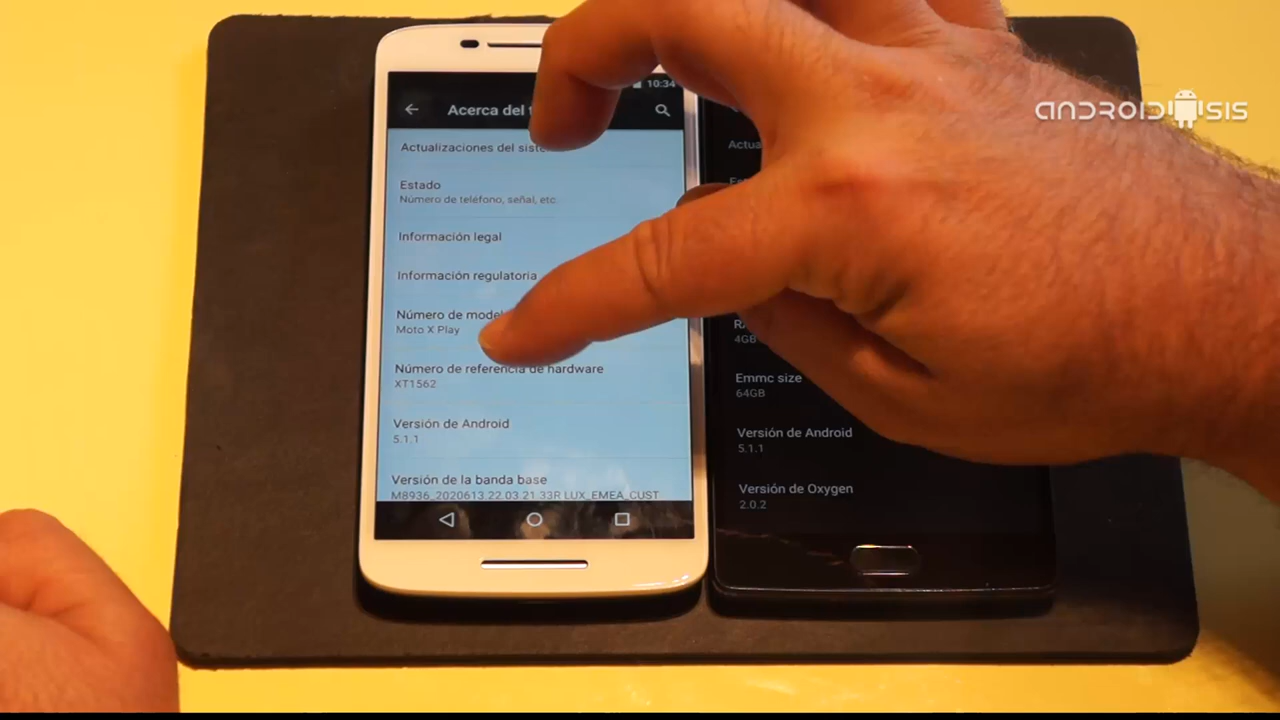 ANDROIDSIS
10:34
Acerca del
Actualizaciones del
Estado
Número de teléfono, señal, etc
Información legal
Información regulatoria
Número de
Moto X Play
Número de referencia de hardware
XT1562
Versión de Android
5.1.1
Versión de la banda base
M8936_2020613.22.03.21.33R LUX_EMEA_CUST
4GB
Emmc size
64GB
Versión de Android
5.1.1
Versión de Oxygen
2.0.2